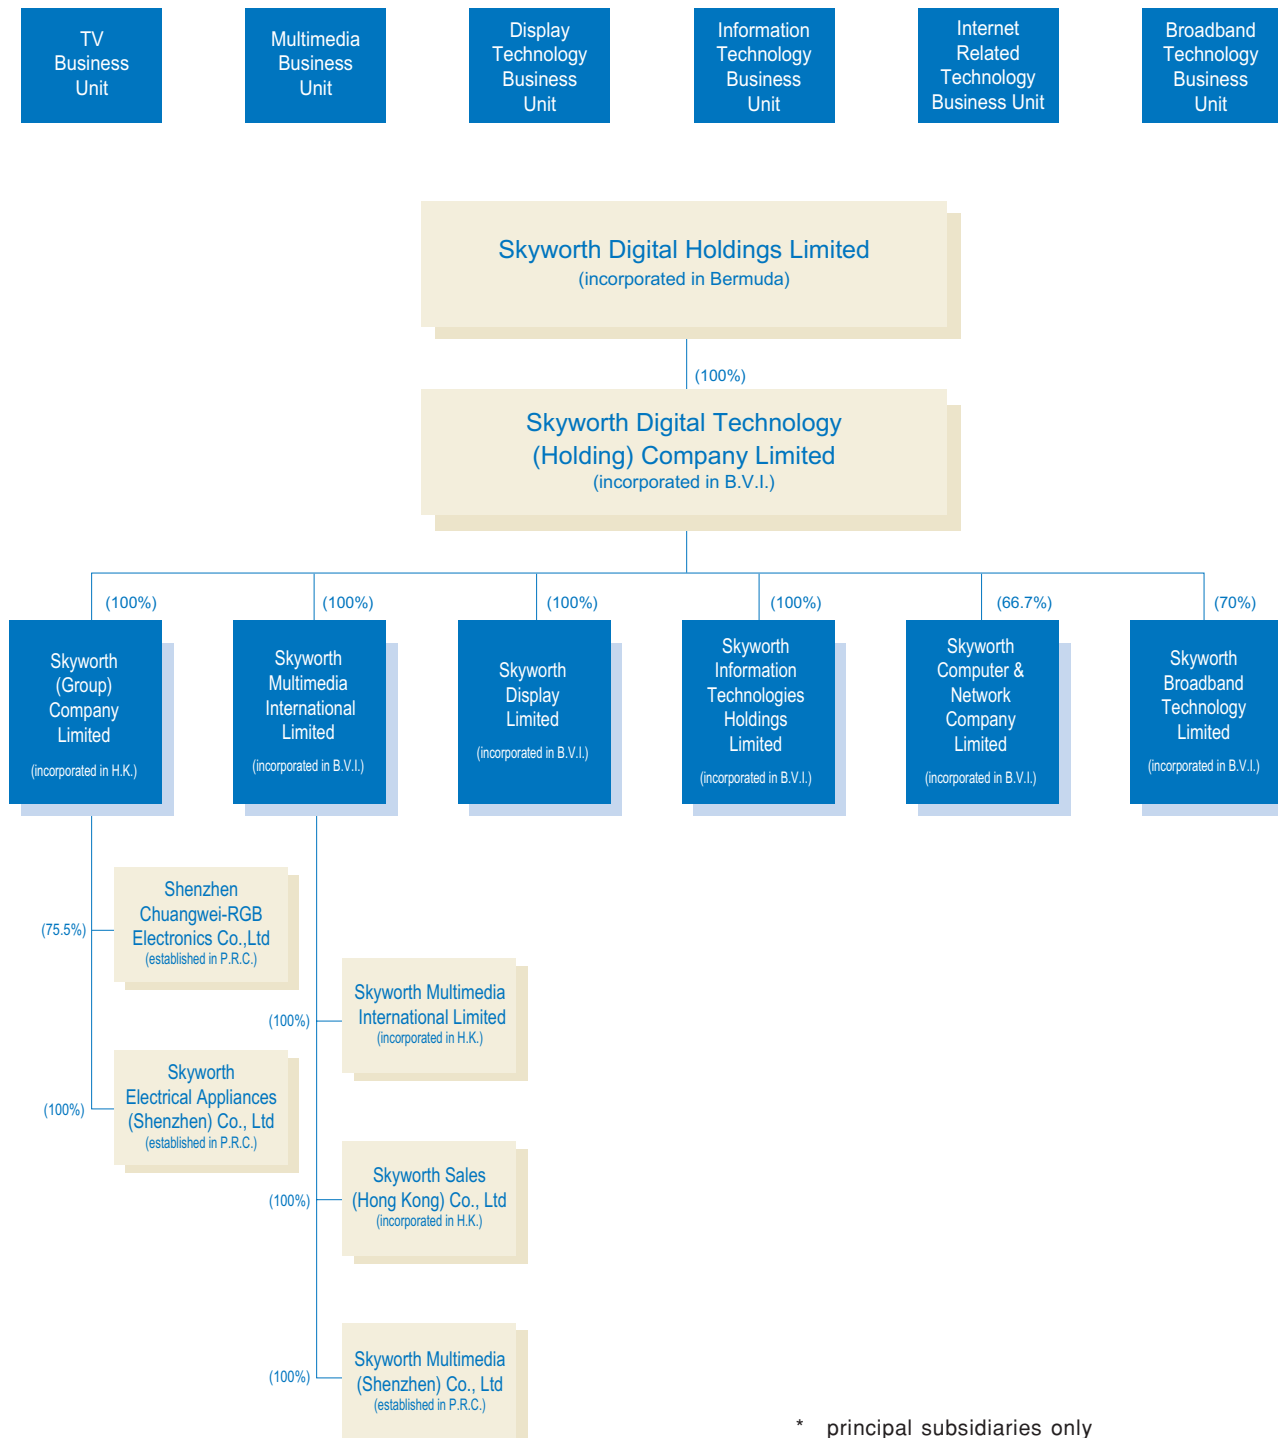 TV
Business
Unit
Multimedia
Business
Unit
Display
Technology
Business
Unit
Information
Technology
Business
Unit
Internet
Related
Technology
Business Unit
Broadband
Technology
Business
Unit
Skyworth Digital Holdings Limited
(incorporated in Bermuda)
(100%)
Skyworth Digital Technology
(Holding) Company Limited
(incorporated in B.V.I.)
(100%)
(100%)
(100%)
(100%)
(66.7%)
(70%)
Skyworth
(Group)
Company
Limited
(incorporated in H.K.)
Skyworth
Multimedia
International
Limited
(incorporated in B.V.I.)
Skyworth
Display
Limited
(incorporated in B.V.I.)
Skyworth
Information
Technologies
Holdings
Limited
(incorporated in B.V.I.)
Skyworth
Computer &
Network
Company
Limited
(incorporated in B.V.I.)
Skyworth
Broadband
Technology
Limited
(incorporated in B.V.I.)
(75.5%)
Shenzhen
Chuangwei-RGB
Electronics Co.,Ltd
(established in P.R.C.)
(100%)
Skyworth
Electrical Appliances
(Shenzhen) Co., Ltd
(established in P.R.C.)
(100%)
Skyworth Multimedia
International Limited
(incorporated in H.K.)
(100%)
Skyworth Sales
(Hong Kong) Co., Ltd
(incorporated in H.K.)
(100%)
Skyworth Multimedia
(Shenzhen) Co., Ltd
(established in P.R.C.)
* principal subsidiaries only